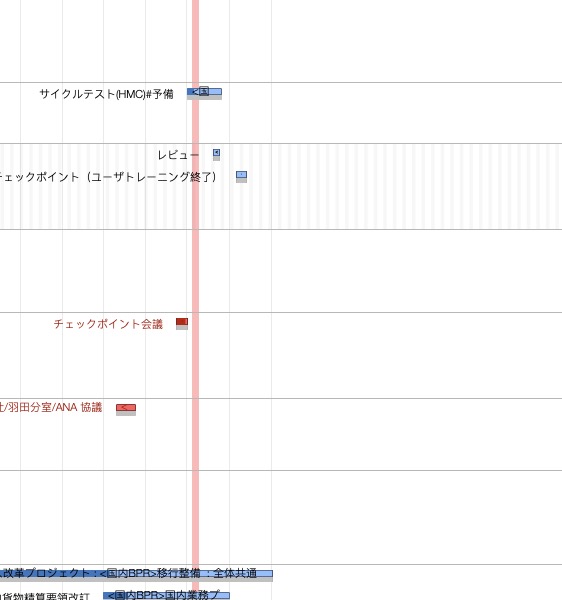 サイクルテスト(HMC)#予備 <国
レビュー <
チェックポイント（ユーザトレーニング終了）
チェックポイント会議
/羽田分室/ANA 協議 <
改革プロジェクト : <国内BPR>移行整備 : 全体共通
貨物精算要領改訂 <国内BPR>国内業務プ